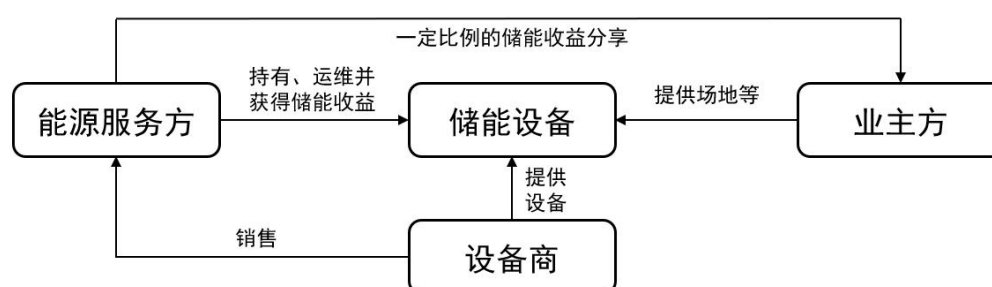 一定比例的储能收益分享
持有、运维并
获得储能收益
提供场地等
能源服务方
储能设备
业主方
提供
设备
销售
设备商